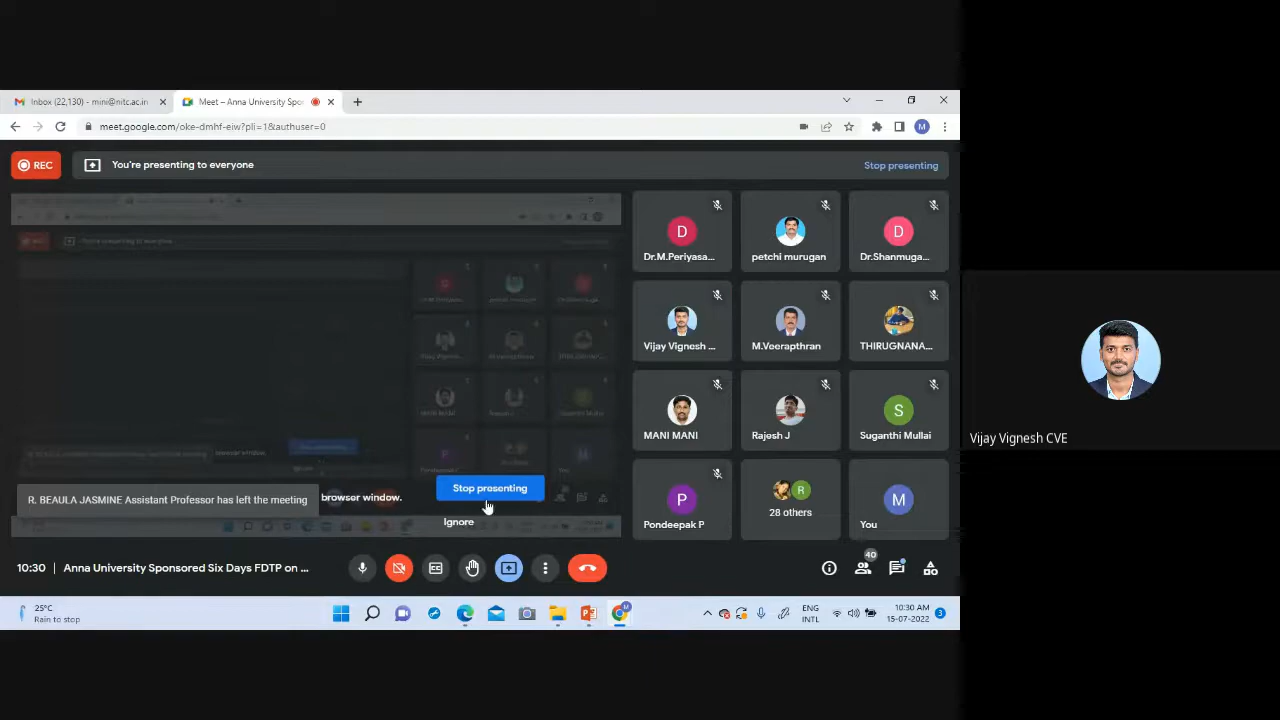 Inbox (22,130) - mini@nitc.ac.in
Meet – Anna University Spo
meet.google.com/oke-dmhf-eiw?pli=1&authuser=0
M
REC
You're presenting to everyone
Stop presenting
D
Dr.M.Periyasa...
petchi murugan
D
Dr.Shanmuga...
Vijay Vignesh ...
M.Veerapthran
THIRUGNANA...
MANI MANI
Rajesh J
S
Suganthi Mullai
P
Pondeepak P
R
28 others
M
You
Vijay Vignesh CVE
R. BEAULA JASMINE Assistant Professor has left the meeting
browser window.
Stop presenting
Ignore
10:30 | Anna University Sponsored Six Days FDTP on ...
40
25°C
Rain to stop
ENG
INTL
10:30 AM
15-07-2022
3